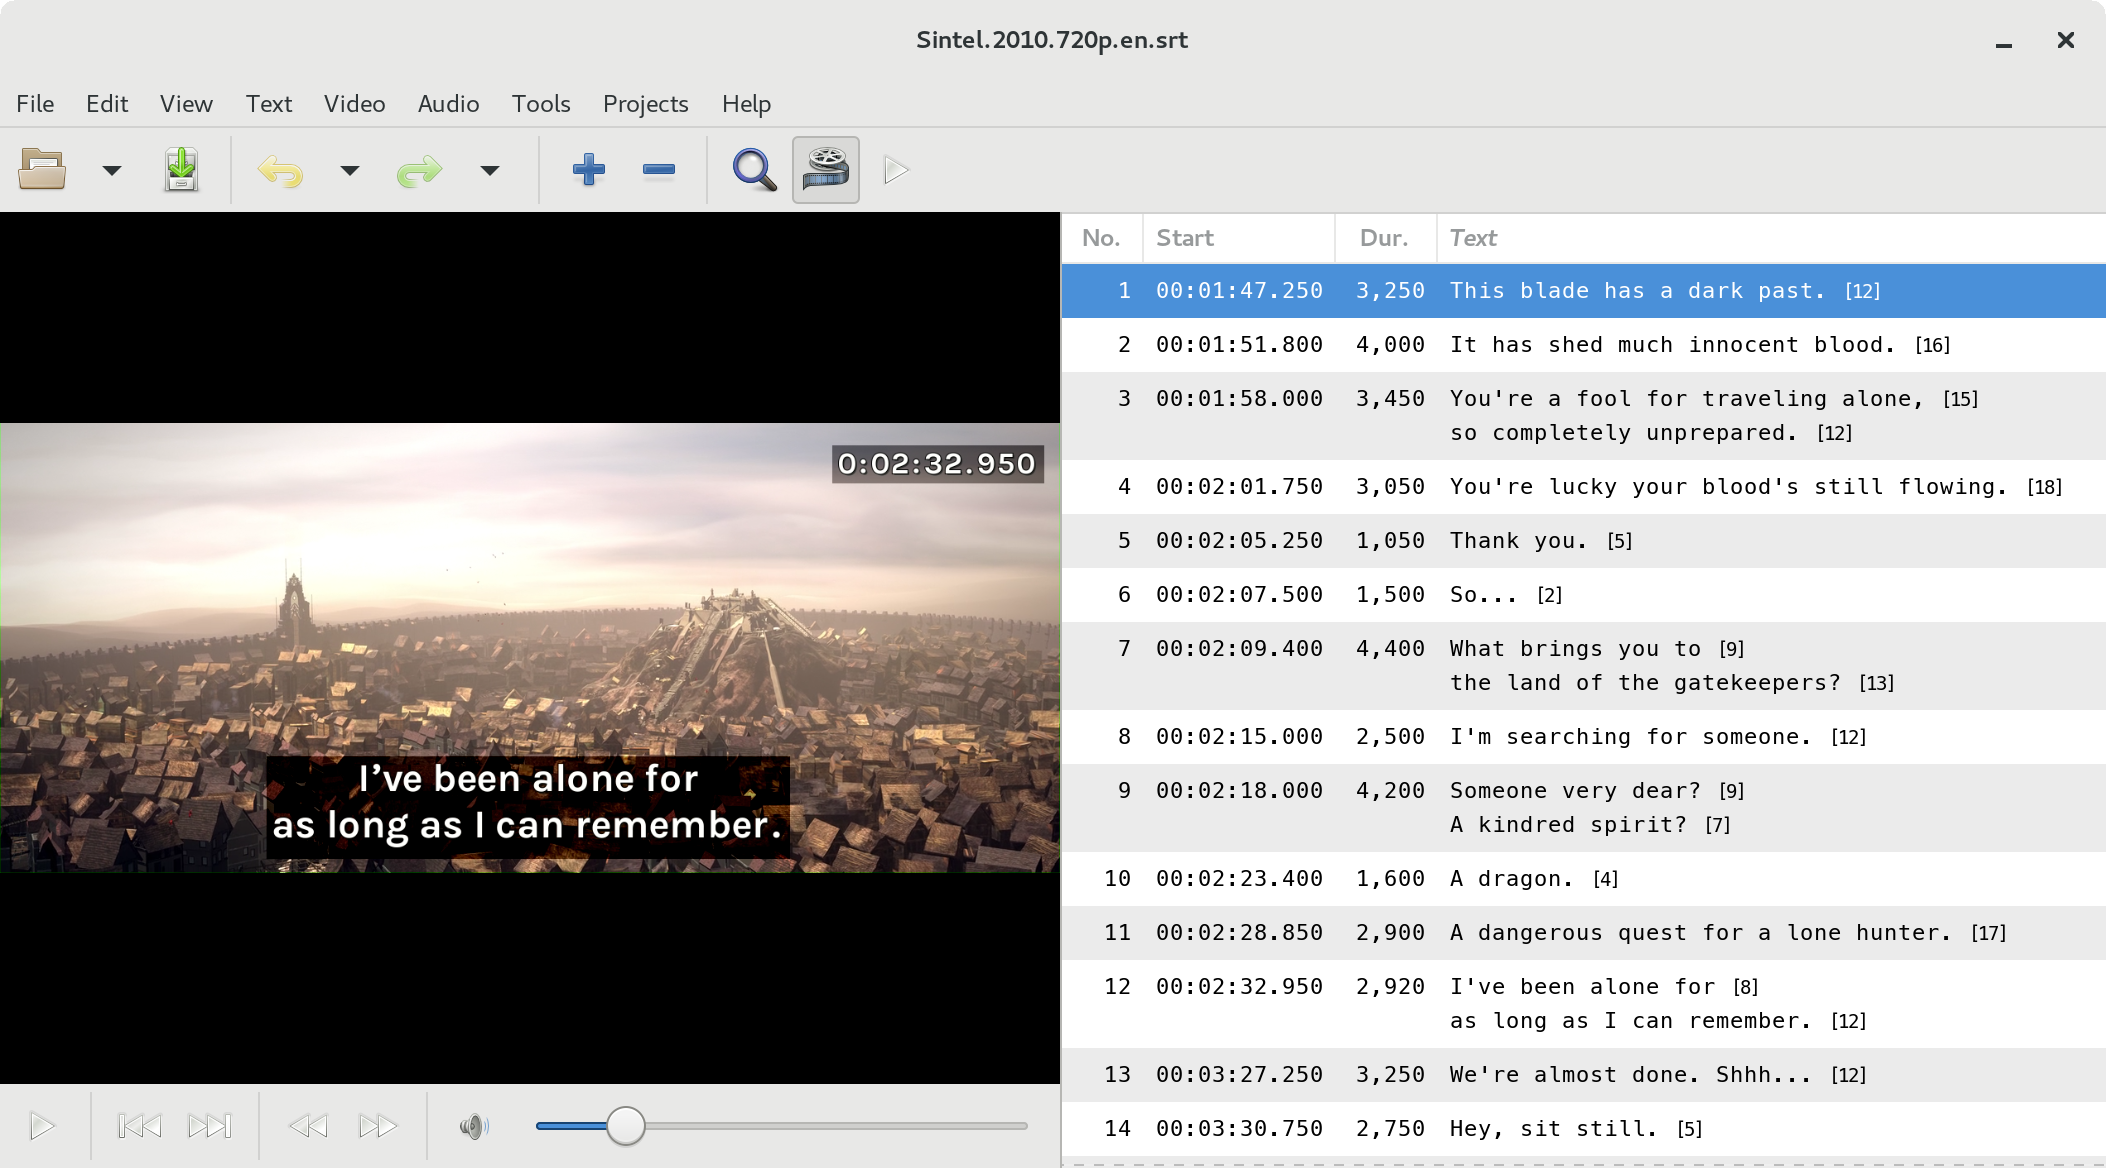 Sintel.2010.720p.en.srt
File Edit View Text Video Audio Tools Projects Help
0:02:32.950
I’ve been alone for
as long as I can remember.
No. Start Dur. Text
1 00:01:47.250 3,250 This blade has a dark past. [12]
2 00:01:51.800 4,000 It has shed much innocent blood. [16]
3 00:01:58.000 3,450 You're a fool for traveling alone, [15]
so completely unprepared. [12]
4 00:02:01.750 3,050 You're lucky your blood's still flowing. [18]
5 00:02:05.250 1,050 Thank you. [5]
6 00:02:07.500 1,500 So... [2]
7 00:02:09.400 4,400 What brings you to [9]
the land of the gatekeepers? [13]
8 00:02:15.000 2,500 I'm searching for someone. [12]
9 00:02:18.000 4,200 Someone very dear? [9]
A kindred spirit? [7]
10 00:02:23.400 1,600 A dragon. [4]
11 00:02:28.850 2,900 A dangerous quest for a lone hunter. [17]
12 00:02:32.950 2,920 I've been alone for [8]
as long as I can remember. [12]
13 00:03:27.250 3,250 We're almost done. Shhh... [12]
14 00:03:30.750 2,750 Hey, sit still. [5]